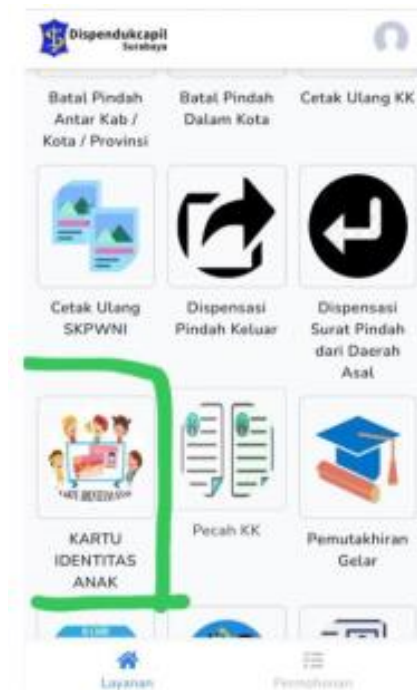 Dispendukcapil
Surabaya
Batal Pindah
Antar Kab /
Kota / Provinsi
Batal Pindah
Dalam Kota
Cetak Ulang KK
Cetak Ulang
SKPWNI
Dispensasi
Pindah Keluar
Dispensasi
Surat Pindah
dari Daerah
Asal
KARTU
IDENTITAS
ANAK
Pecah KK
Pemutakhiran
Gelar
Layanan
Permohonan